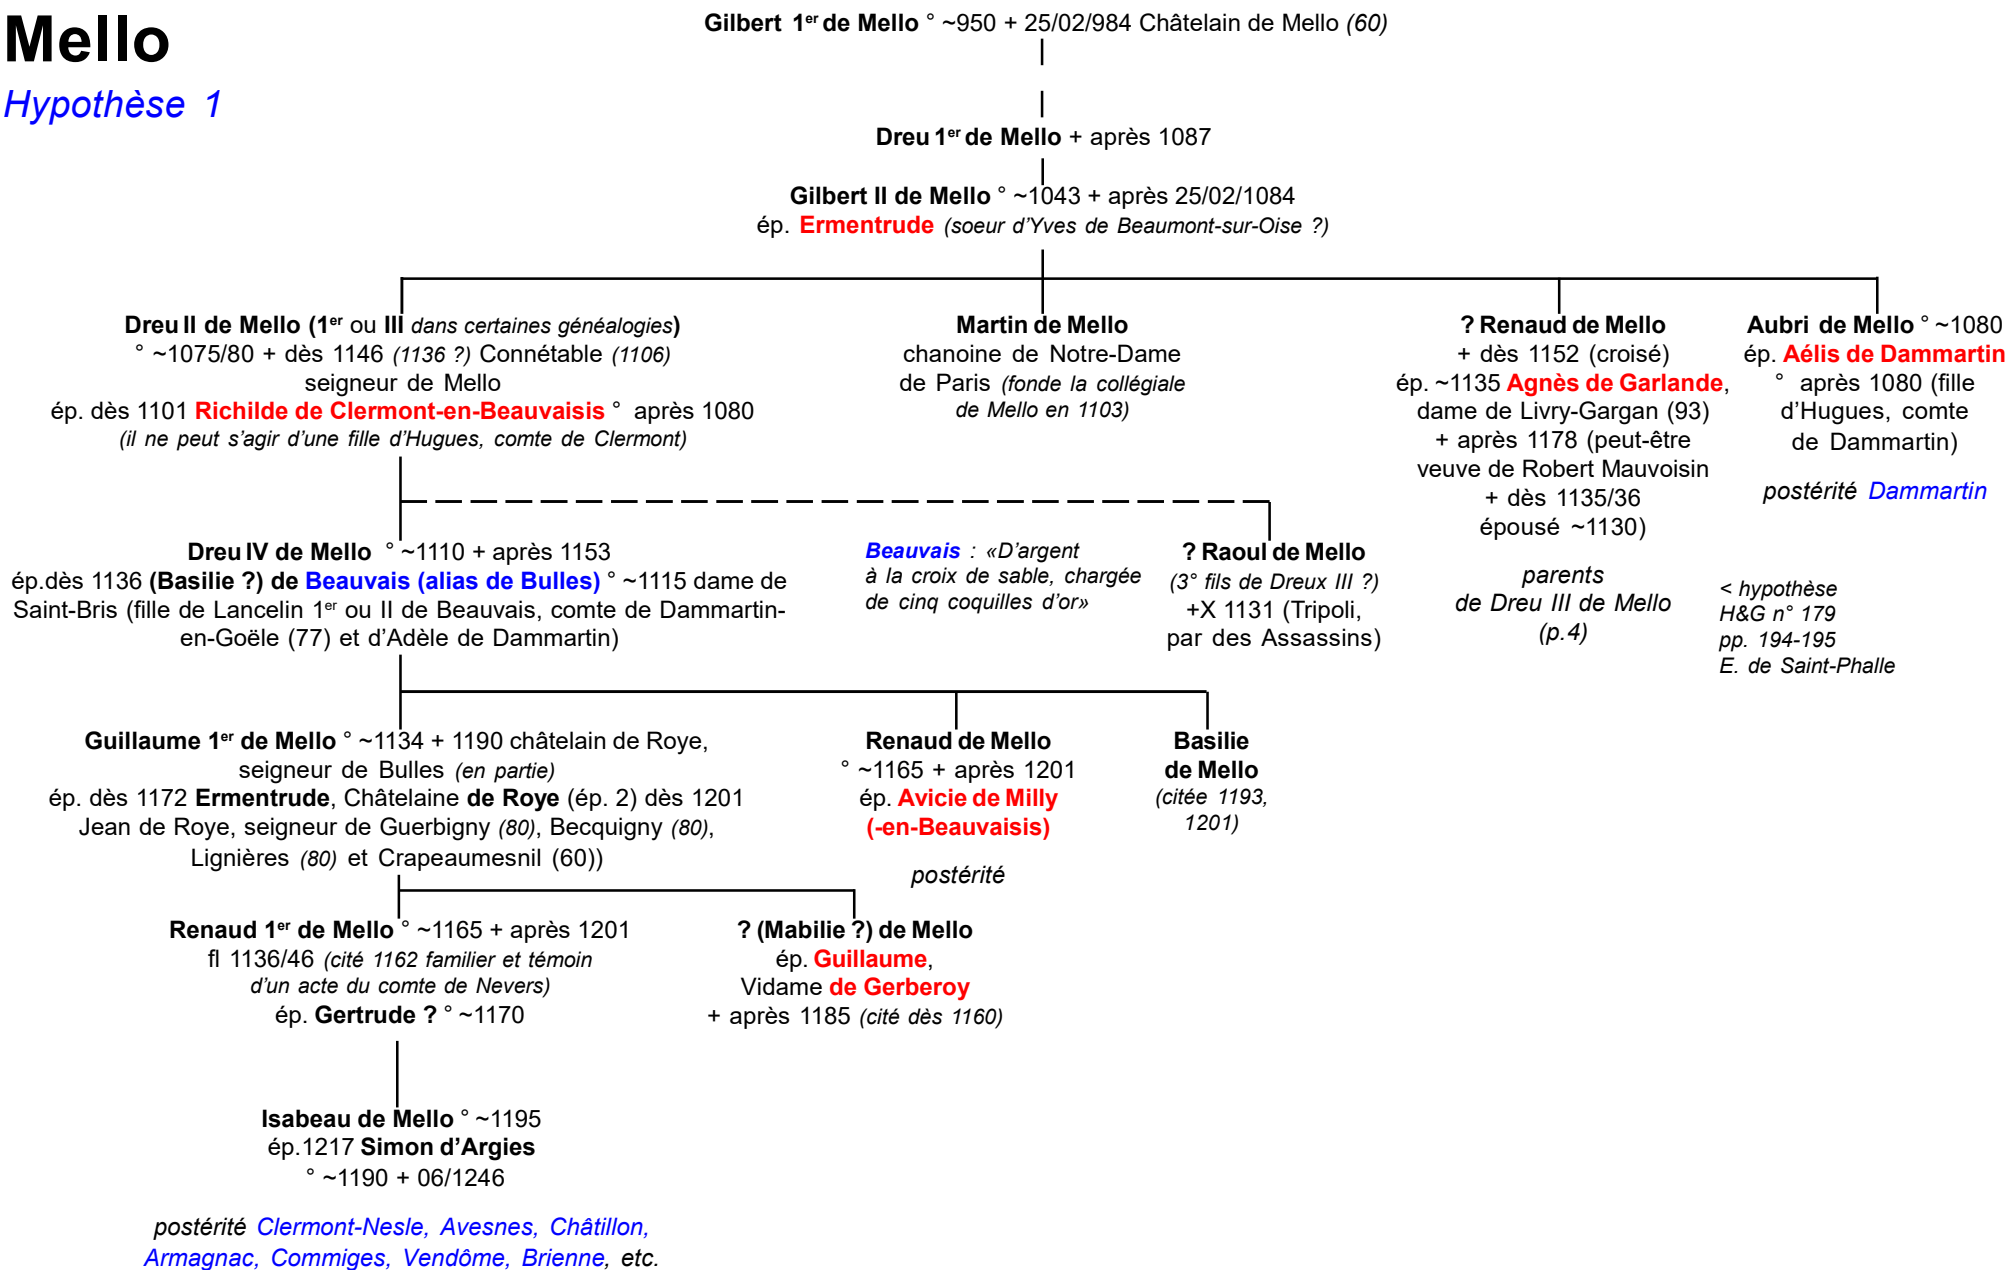 Mello
Hypothèse 1
Gilbert 1er de Mello ° ~950 + 25/02/984 Châtelain de Mello (60)
Dreu 1er de Mello + après 1087
Gilbert II de Mello ° ~1043 + après 25/02/1084
ép. Ermentrude (soeur d'Yves de Beaumont-sur-Oise ?)
Dreu II de Mello (1er ou III dans certaines généalogies)
° ~1075/80 + dès 1146 (1136 ?) Connétable (1106)
seigneur de Mello
ép. dès 1101 Richilde de Clermont-en-Beauvaisis ° après 1080
(il ne peut s'agir d'une fille d'Hugues, comte de Clermont)
Martin de Mello
chanoine de Notre-Dame
de Paris (fonde la collégiale
de Mello en 1103)
? Renaud de Mello
+ dès 1152 (croisé)
ép. ~1135 Agnès de Garlande,
dame de Livry-Gargan (93)
+ après 1178 (peut-être
veuve de Robert Mauvoisin
+ dès 1135/36
épousé ~1130)
parents
de Dreu III de Mello
(p.4)
Aubri de Mello ° ~1080
ép. Aélis de Dammartin
° après 1080 (fille
d'Hugues, comte
de Dammartin)
postérité Dammartin
< hypothèse
H&G n° 179
pp. 194-195
E. de Saint-Phalle
Dreu IV de Mello ° ~1110 + après 1153
ép.dès 1136 (Basilie ?) de Beauvais (alias de Bulles) ° ~1115 dame de
Saint-Bris (fille de Lancelin 1er ou II de Beauvais, comte de Dammartin-
en-Goële (77) et d'Adèle de Dammartin)
Beauvais : «D'argent
à la croix de sable, chargée
de cinq coquilles d'or»
? Raoul de Mello
(3° fils de Dreux III ?)
+X 1131 (Tripoli,
par des Assassins)
Guillaume 1er de Mello ° ~1134 + 1190 châtelain de Roye,
seigneur de Bulles (en partie)
ép. dès 1172 Ermentrude, Châtelaine de Roye (ép. 2) dès 1201
Jean de Roye, seigneur de Guerbigny (80), Becquigny (80),
Lignières (80) et Crapeaumesnil (60))
Renaud de Mello
° ~1165 + après 1201
ép. Avicie de Milly
(-en-Beauvaisis)
postérité
Basilie
de Mello
(citée 1193,
1201)
Renaud 1er de Mello ° ~1165 + après 1201
fl 1136/46 (cité 1162 familier et témoin
d'un acte du comte de Nevers)
ép. Gertrude ? ° ~1170
? (Mabilie ?) de Mello
ép. Guillaume,
Vidame de Gerberoy
+ après 1185 (cité dès 1160)
Isabeau de Mello ° ~1195
ép.1217 Simon d'Argies
° ~1190 + 06/1246
postérité Clermont-Nesle, Avesnes, Châtillon,
Armagnac, Commiges, Vendôme, Brienne, etc.